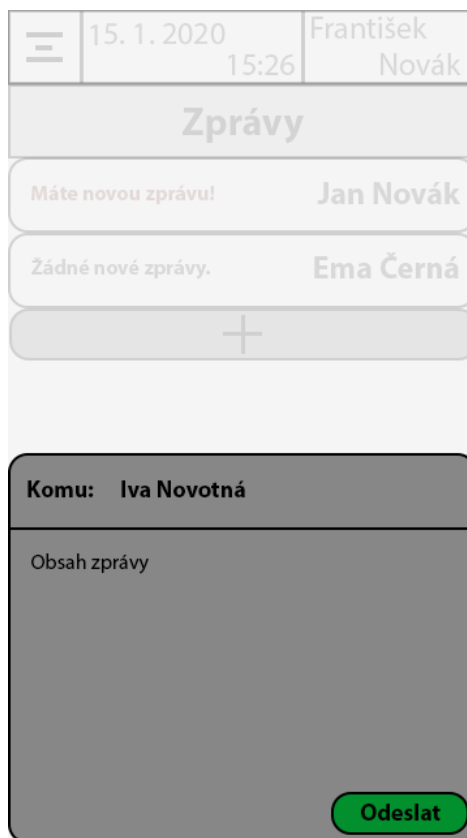 15. 1. 2020
15:26
František
Novák
Zprávy
Máte novou zprávu! Jan Novák
Žádné nové zprávy. Ema Černá
+
Komu: Iva Novotná
Obsah zprávy
Odeslat